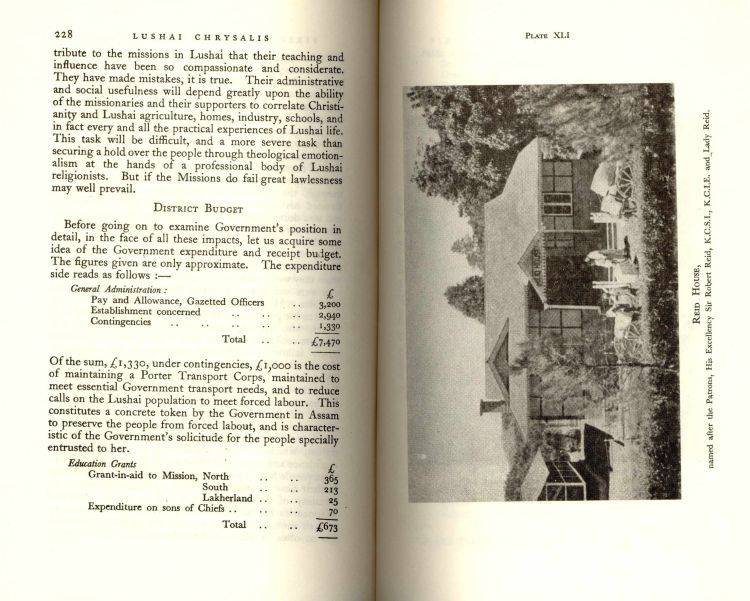 228
LUSHAI CHRYSALIS
tribute to the missions in Lushai that their teaching and
influence have been so compassionate and considerate.
They have made mistakes, it is true. Their administrative
and social usefulness will depend greatly upon the ability
of the missionaries and their supporters to correlate Christi-
anity and Lushai agriculture, homes, industry, schools, and
in fact every and all the practical experiences of Lushai life.
This task will be difficult, and a more severe task than
securing a hold over the people through theological emotion-
alism at the hands of a professional body of Lushai
religionists. But if the Missions do fail great lawlessness
may well prevail.
DISTRICT BUDGET
Before going on to examine Government's position in
detail, in the face of all these impacts, let us acquire some
idea of the Government expenditure and receipt budget.
The figures given are only approximate. The expenditure
side reads as follows :—
General Administration : £
Pay and Allowance, Gazetted Officers .. 3,200
Establishment concerned .. .. .. 2,940
Contingencies .. .. .. .. .. 1,330
Total .. .. £7,470
Of the sum, £1,330, under contingencies, £1,000 is the cost
of maintaining a Porter Transport Corps, maintained to
meet essential Government transport needs, and to reduce
calls on the Lushai population to meet forced labour. This
constitutes a concrete token by the Government in Assam
to preserve the people from forced labout, and is character-
istic of the Government's solicitude for the people specially
entrusted to her.
Education Grants £
Grant-in-aid to Mission, North .. .. 365
South .. .. 213
Lakherland .. .. 25
Expenditure on sons of Chiefs .. .. .. 70
Total .. .. £673
PLATE XLI
REID HOUSE,
named after the Patrons, His Excellency Sir Robert Reid, K.C.S.I., K.C.I.E. and Lady Reid.